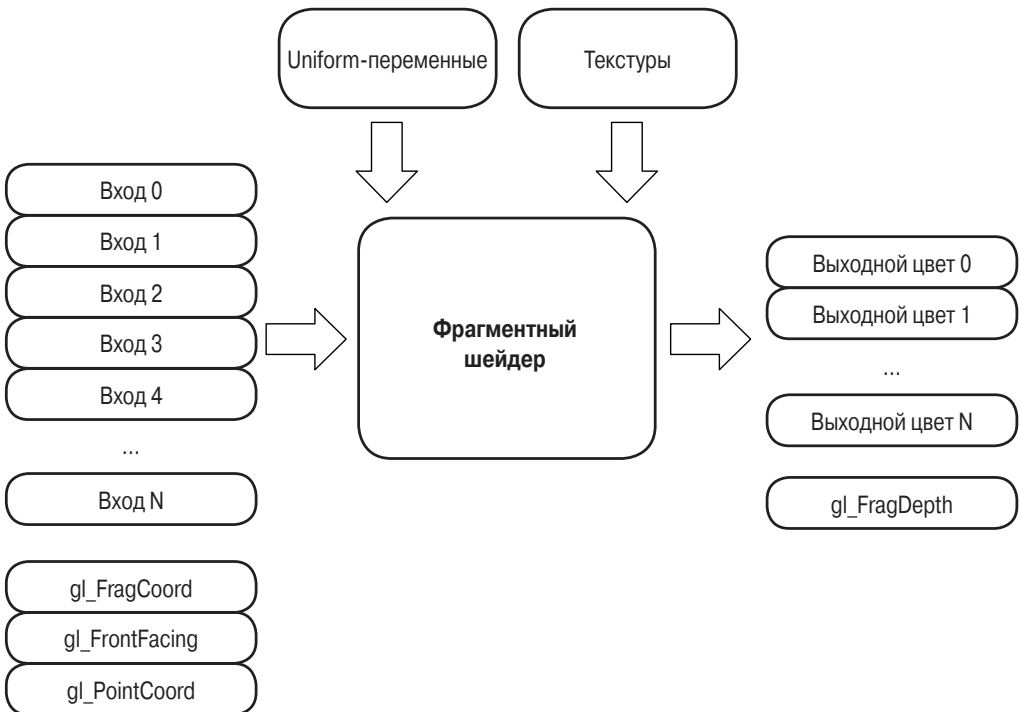 Uniform-переменные
Текстуры
Вход 0
Вход 1
Вход 2
Вход 3
Вход 4
...
Вход N
gl_FragCoord
gl_FrontFacing
gl_PointCoord
Фрагментный
шейдер
Выходной цвет 0
Выходной цвет 1
...
Выходной цвет N
gl_FragDepth